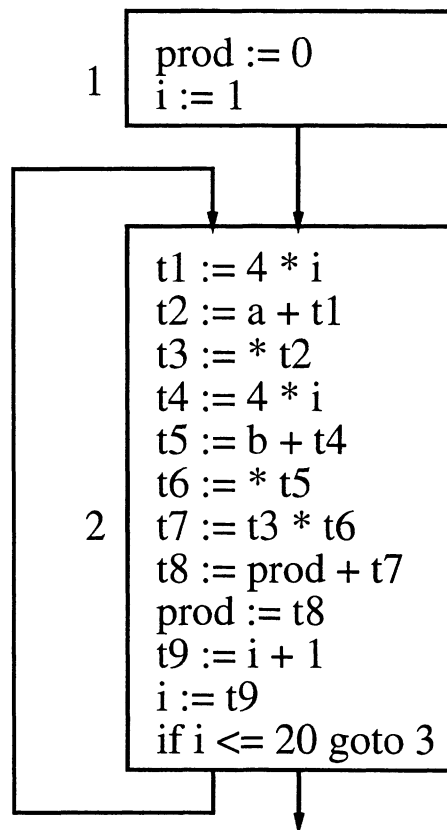 1
prod := 0
i := 1
2
t1 := 4 * i
t2 := a + t1
t3 := * t2
t4 := 4 * i
t5 := b + t4
t6 := * t5
t7 := t3 * t6
t8 := prod + t7
prod := t8
t9 := i + 1
i := t9
if i <= 20 goto 3